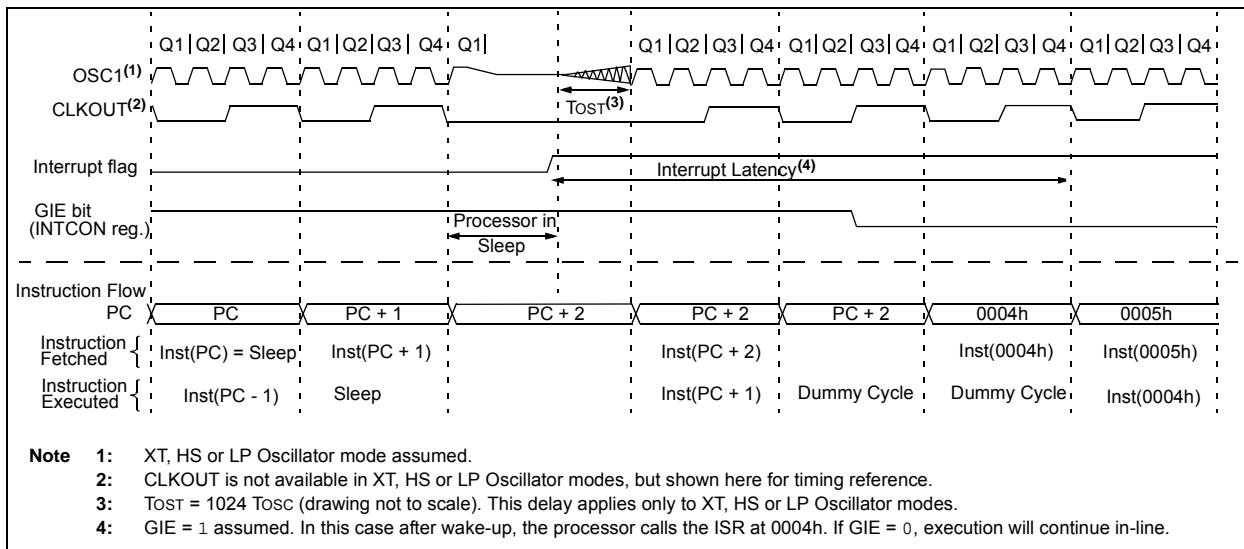 Q1 Q2 Q3 Q4 Q1 Q2 Q3 Q4 Q1 Q1 Q2 Q3 Q4 Q1 Q2 Q3 Q4 Q1 Q2 Q3 Q4 Q1 Q2 Q3 Q4
OSC1(1)
TOST(3)
CLKOUT(2)
Interrupt flag
Interrupt Latency(4)
GIE bit
(INTCON reg.)
Processor in
Sleep
Instruction Flow
PC PC PC + 1 PC + 2 PC + 2 PC + 2 0004h 0005h
Instruction
Fetched { Inst(PC) = Sleep Inst(PC + 1) Inst(PC + 2) Inst(0004h) Inst(0005h)
Instruction
Executed { Inst(PC - 1) Sleep Inst(PC + 1) Dummy Cycle Dummy Cycle Inst(0004h)
Note 1: XT, HS or LP Oscillator mode assumed.
2: CLKOUT is not available in XT, HS or LP Oscillator modes, but shown here for timing reference.
3: TOST = 1024 TOSC (drawing not to scale). This delay applies only to XT, HS or LP Oscillator modes.
4: GIE = 1 assumed. In this case after wake-up, the processor calls the ISR at 0004h. If GIE = 0, execution will continue in-line.